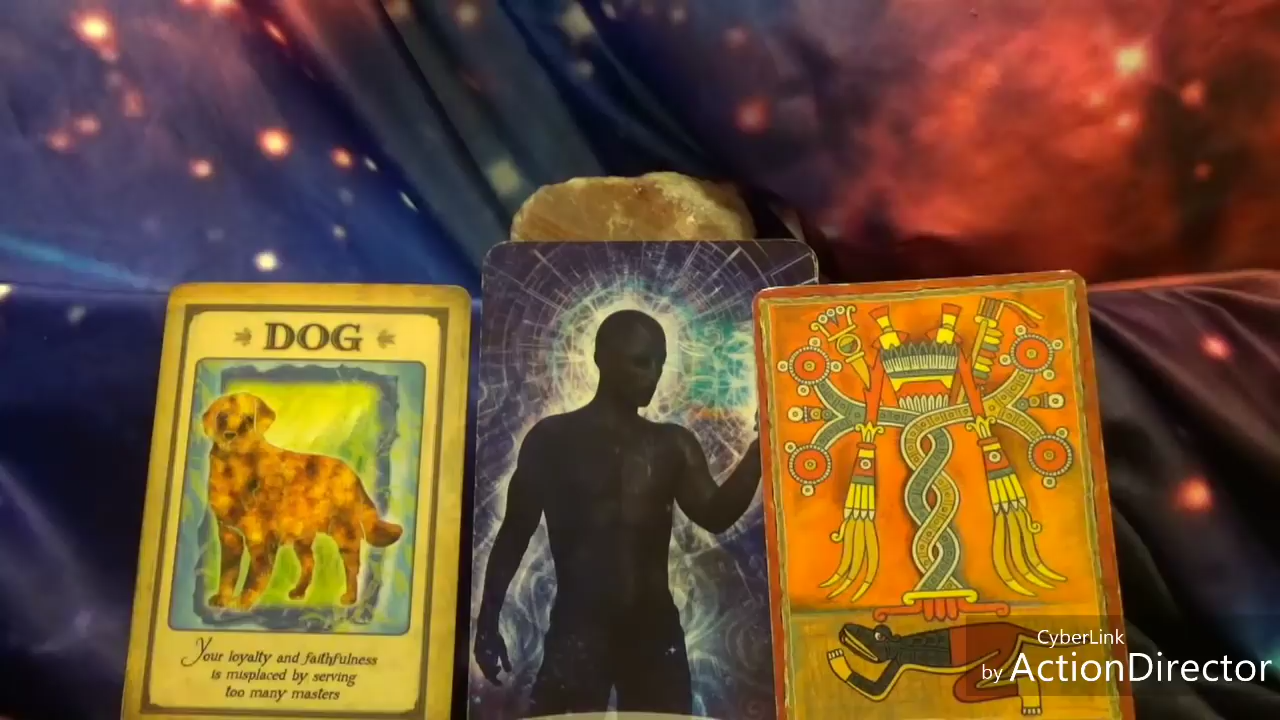 DOG
Your loyalty and faithfulness
is misplaced by serving
too many masters
CyberLink
by ActionDirector